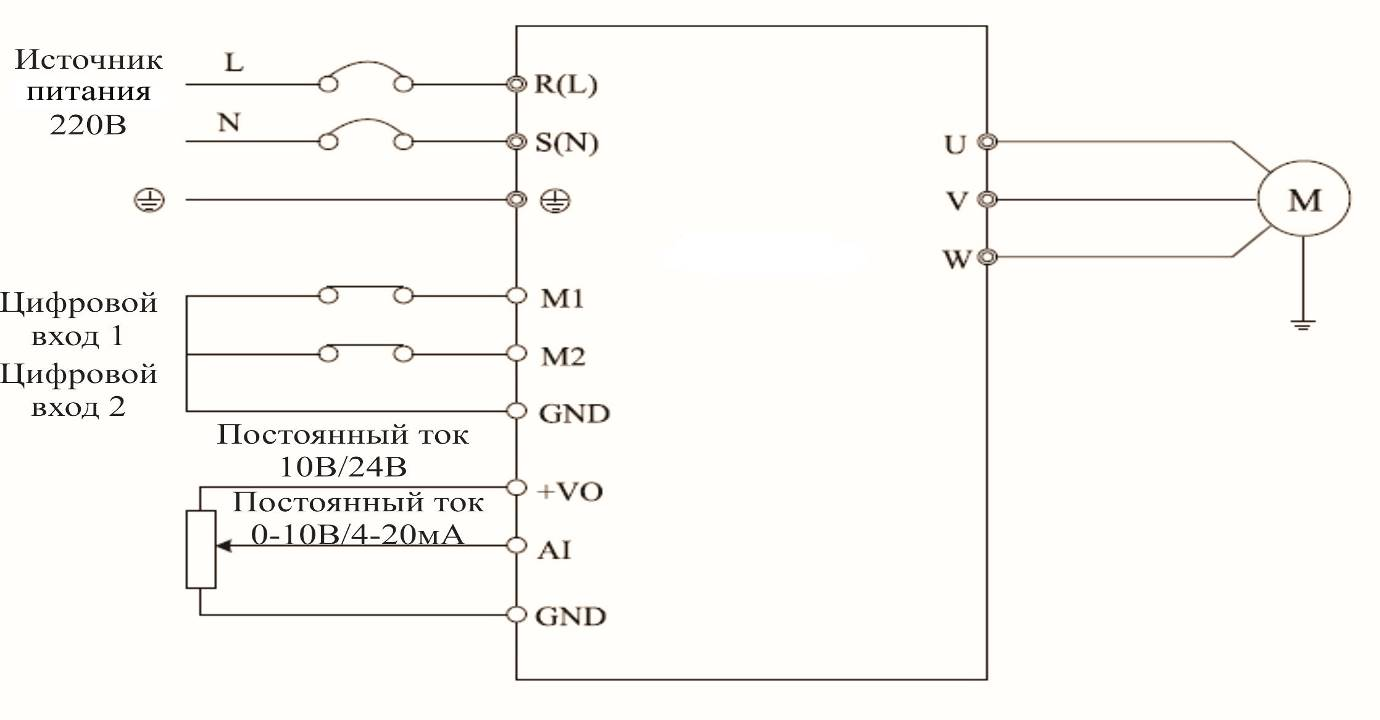 Источник
питания
220В
L
N
R(L)
S(N)
U
V
W
M
Цифровой
вход 1
Цифровой
вход 2
M1
M2
GND
Постоянный ток
10В/24В
+VO
Постоянный ток
0-10В/4-20мА
AI
GND